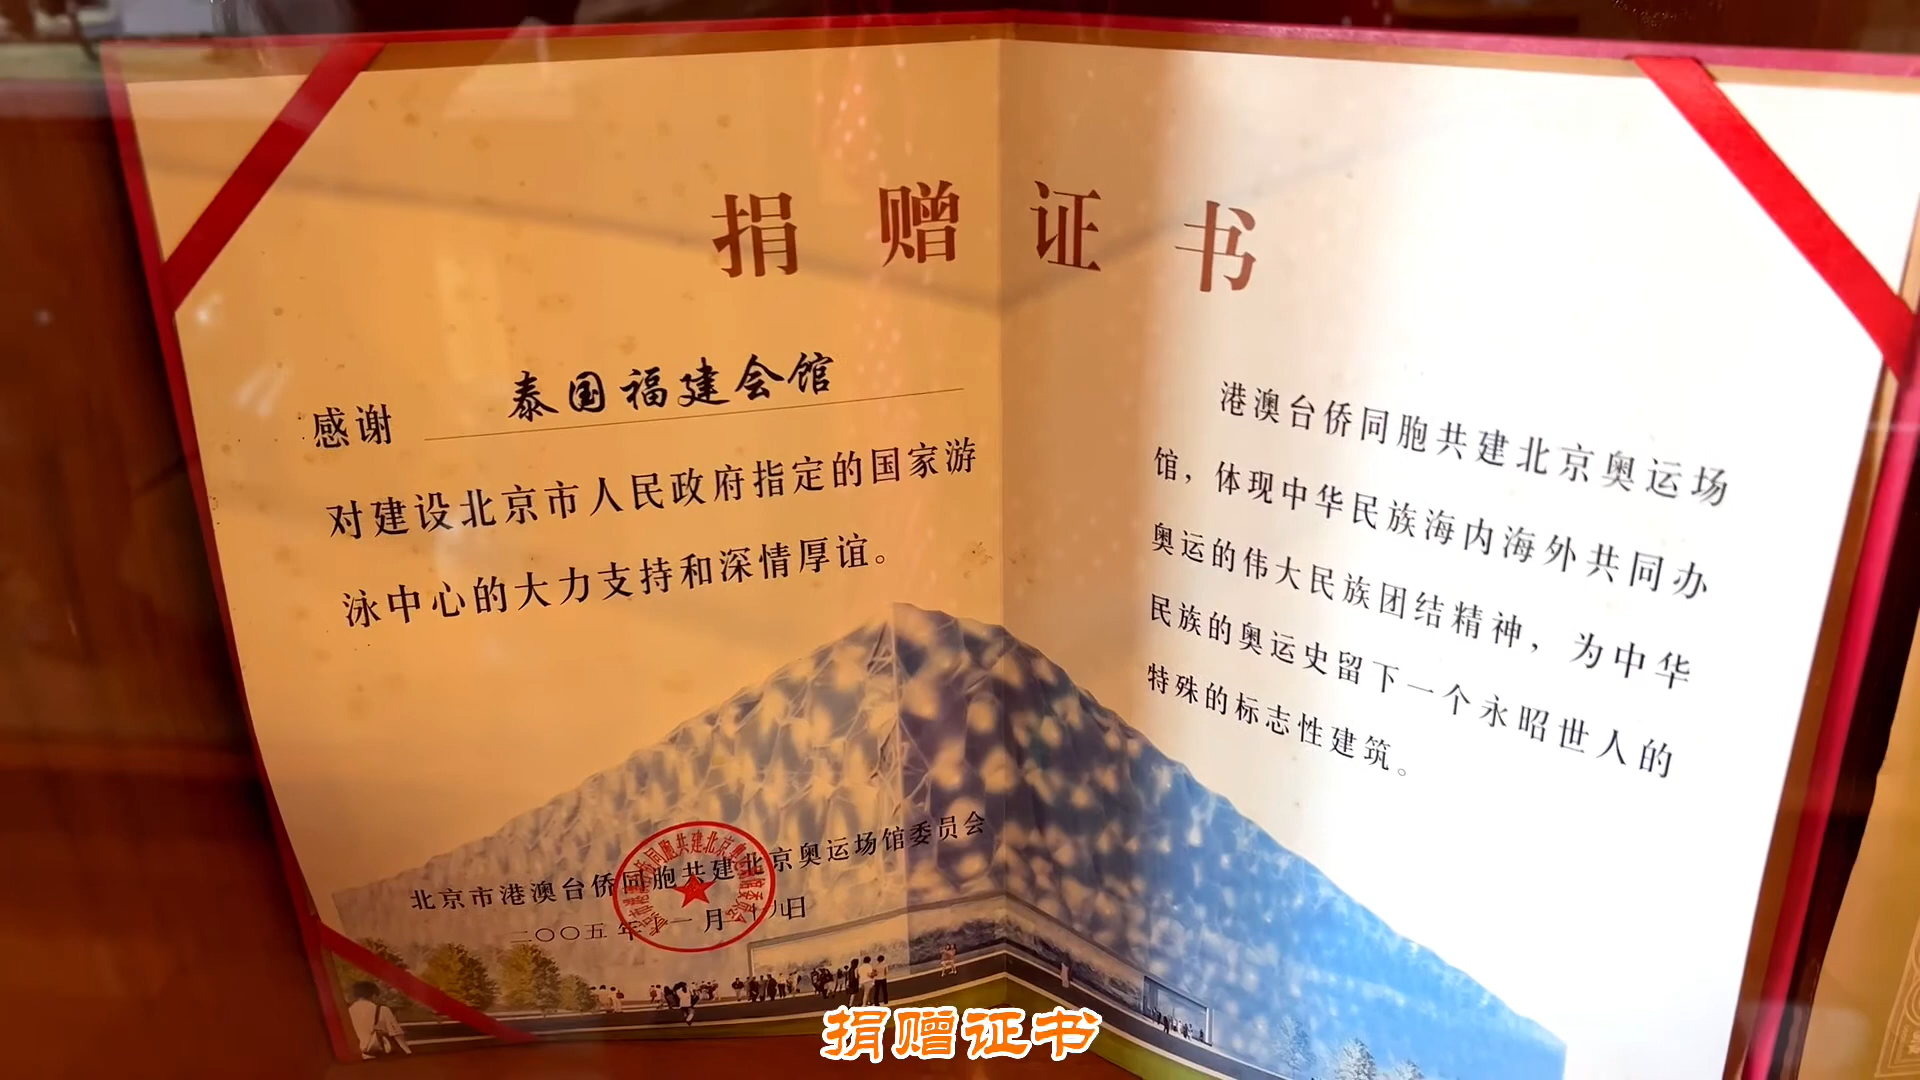 捐赠证书
感谢 泰国福建会馆
对建设北京市人民政府指定的国家游
泳中心的大力支持和深情厚谊。
港澳台侨同胞共建北京奥运场
馆，体现中华民族海内海外共同办
奥运的伟大民族团结精神，为中华
民族的奥运史留下一个永昭世人的
特殊的标志性建筑。
北京市港澳台侨同胞共建北京奥运场馆委员会
二〇〇五年 一月 九日
捐赠证书